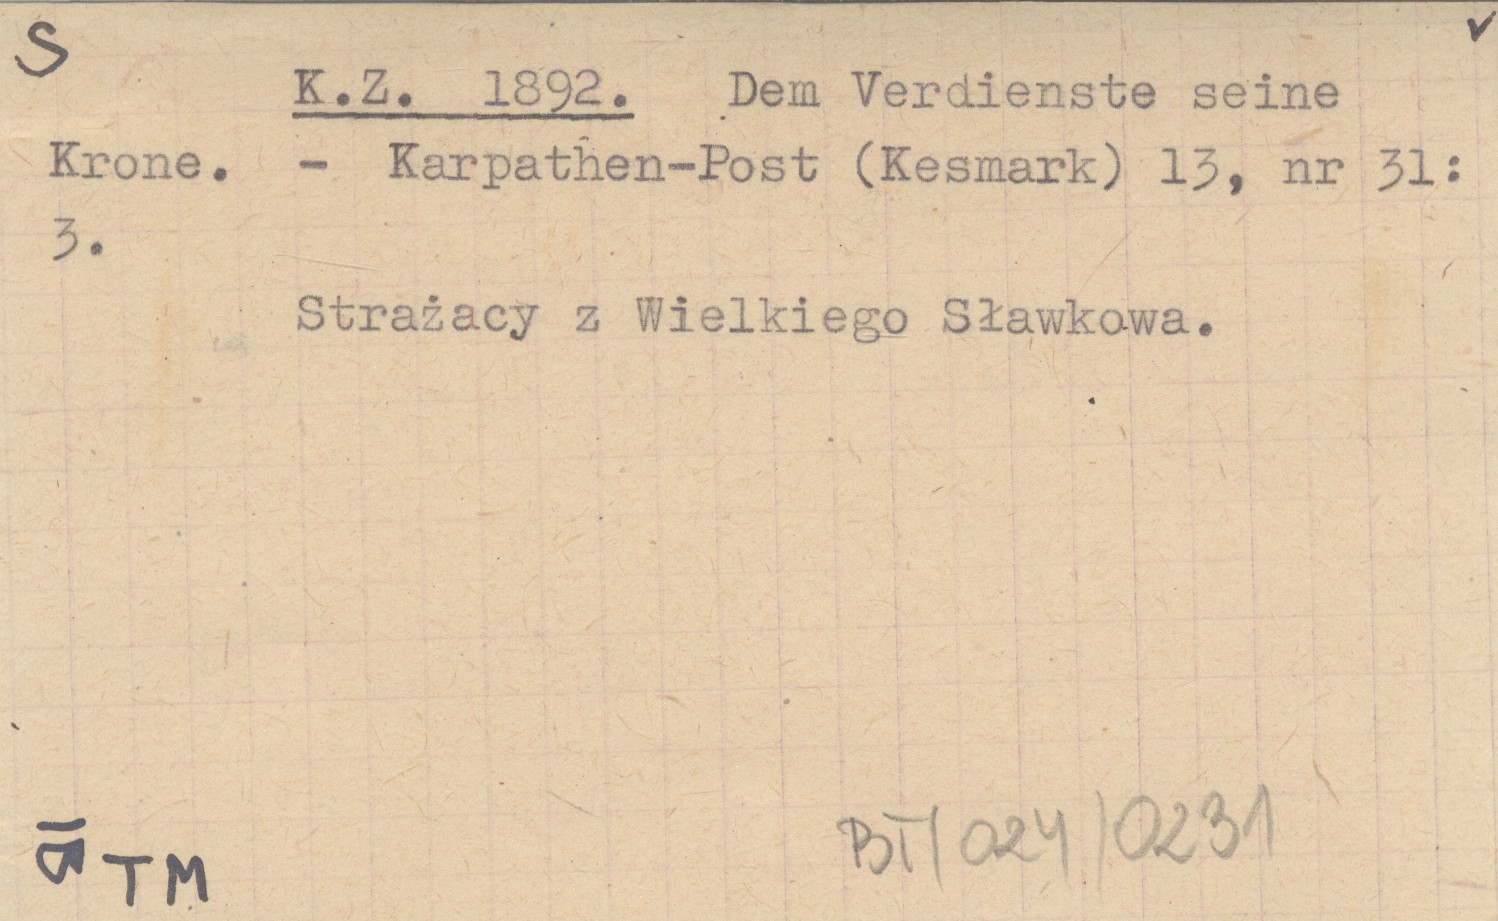 S
K.Z. 1892. Dem Verdienste seine
Krone. - Karpathen-Post (Kesmark) 13, nr 31:
3.
Strażacy z Wielkiego Sławkowa.
TM
BT/024/0231